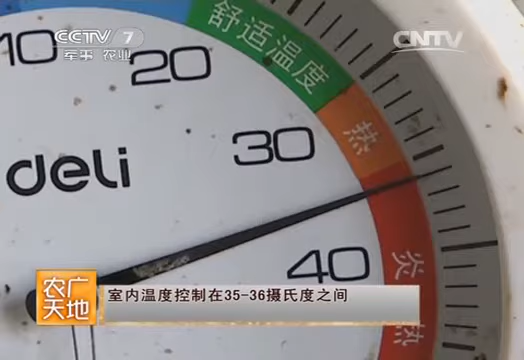 CCTV 7
军事 农业
CNTV
10
20
舒适温度
deli
30
热
40
炎热
农广天地
室内温度控制在35-36摄氏度之间